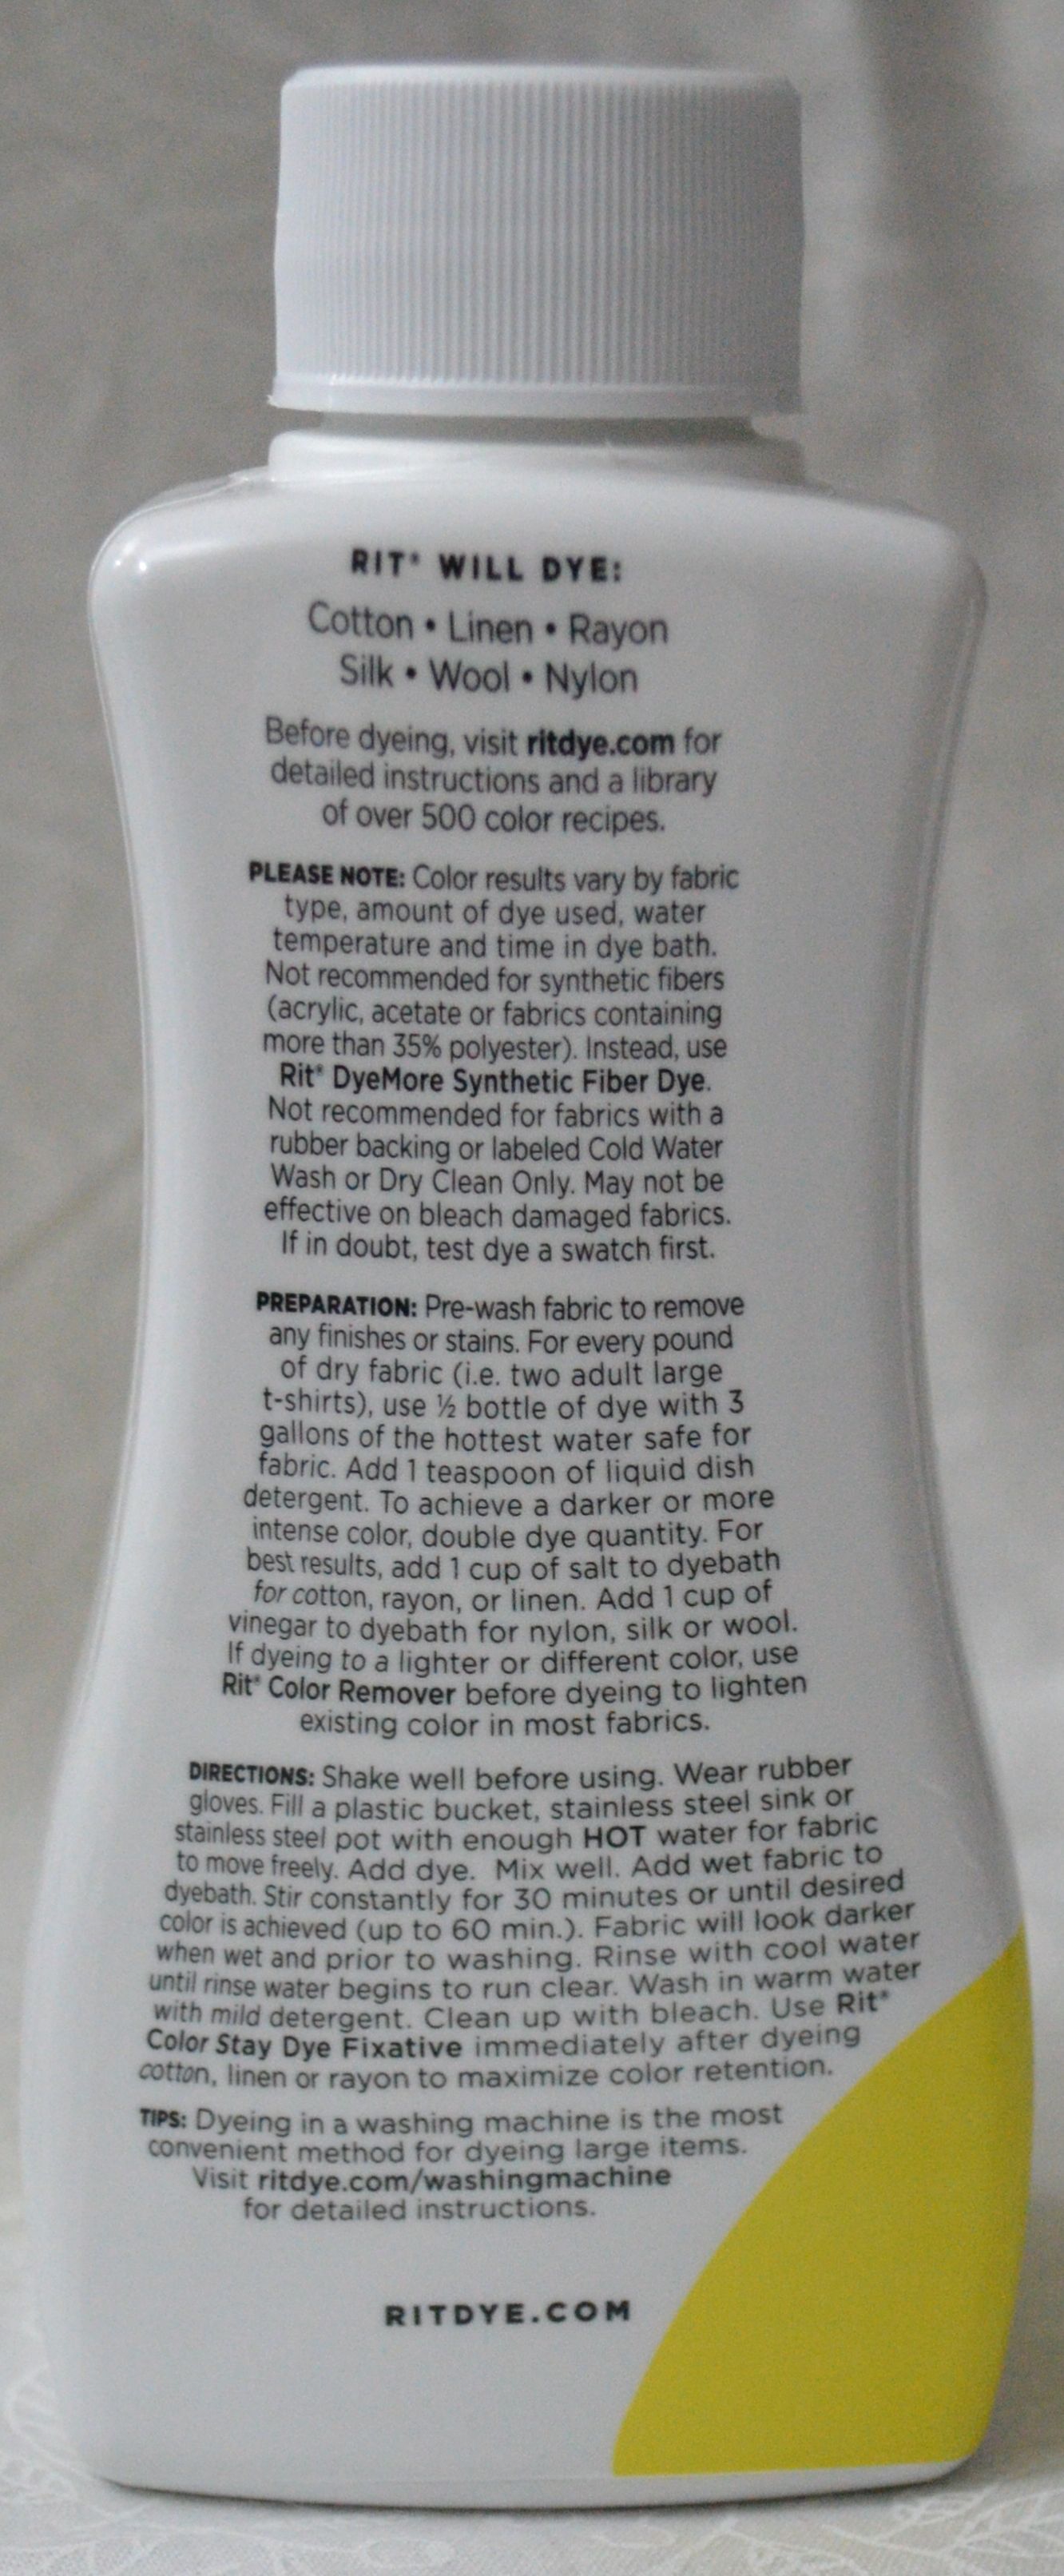 RIT® WILL DYE:
Cotton • Linen • Rayon
Silk • Wool • Nylon
Before dyeing, visit ritdye.com for
detailed instructions and a library
of over 500 color recipes.
PLEASE NOTE: Color results vary by fabric
type, amount of dye used, water
temperature and time in dye bath.
Not recommended for synthetic fibers
(acrylic, acetate or fabrics containing
more than 35% polyester). Instead, use
Rit® DyeMore Synthetic Fiber Dye.
Not recommended for fabrics with a
rubber backing or labeled Cold Water
Wash or Dry Clean Only. May not be
effective on bleach damaged fabrics.
If in doubt, test dye a swatch first.
PREPARATION: Pre-wash fabric to remove
any finishes or stains. For every pound
of dry fabric (i.e. two adult large
t-shirts), use ½ bottle of dye with 3
gallons of the hottest water safe for
fabric. Add 1 teaspoon of liquid dish
detergent. To achieve a darker or more
intense color, double dye quantity. For
best results, add 1 cup of salt to dyebath
for cotton, rayon, or linen. Add 1 cup of
vinegar to dyebath for nylon, silk or wool.
If dyeing to a lighter or different color, use
Rit® Color Remover before dyeing to lighten
existing color in most fabrics.
DIRECTIONS: Shake well before using. Wear rubber
gloves. Fill a plastic bucket, stainless steel sink or
stainless steel pot with enough HOT water for fabric
to move freely. Add dye. Mix well. Add wet fabric to
dyebath. Stir constantly for 30 minutes or until desired
color is achieved (up to 60 min.). Fabric will look darker
when wet and prior to washing. Rinse with cool water
until rinse water begins to run clear. Wash in warm water
with mild detergent. Clean up with bleach. Use Rit®
Color Stay Dye Fixative immediately after dyeing
cotton, linen or rayon to maximize color retention.
TIPS: Dyeing in a washing machine is the most
convenient method for dyeing large items.
Visit ritdye.com/washingmachine
for detailed instructions.
RITDYE.COM